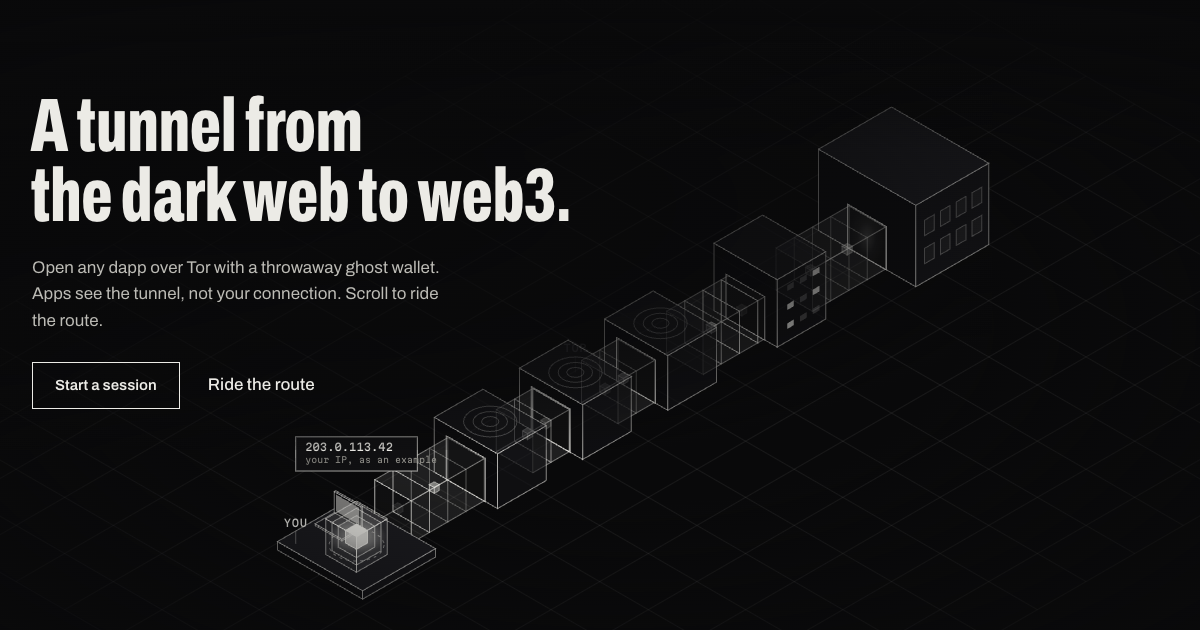 A tunnel from
the dark web to web3.
Open any dapp over Tor with a throwaway ghost wallet.
Apps see the tunnel, not your connection. Scroll to ride
the route.
Start a session
Ride the route
203.0.113.42
your IP, as an example
YOU